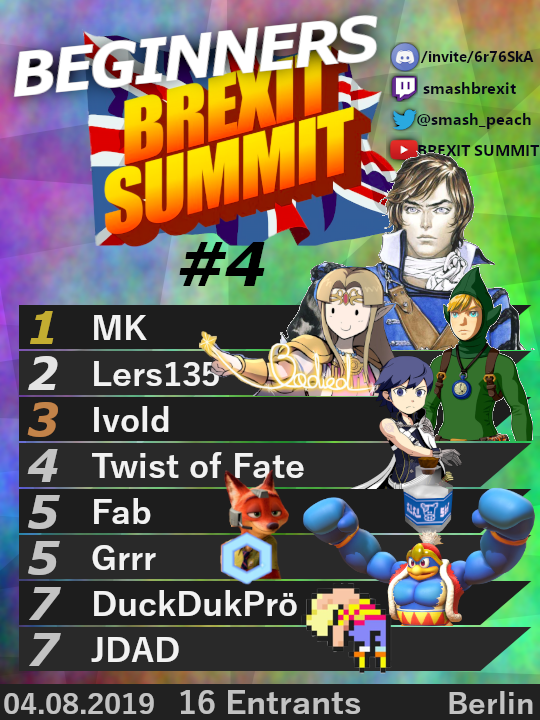 BEGINNERS
BREXIT
SUMMIT
#4
/invite/6r76SkA
smashbrexit
@smash_peach
BREXIT SUMMIT
1 MK
2 Lers135
Bodied
3 Ivold
4 Twist of Fate
5 Fab
5 Grrr
7 DuckDukPrö
7 JDAD
04.08.2019 16 Entrants Berlin